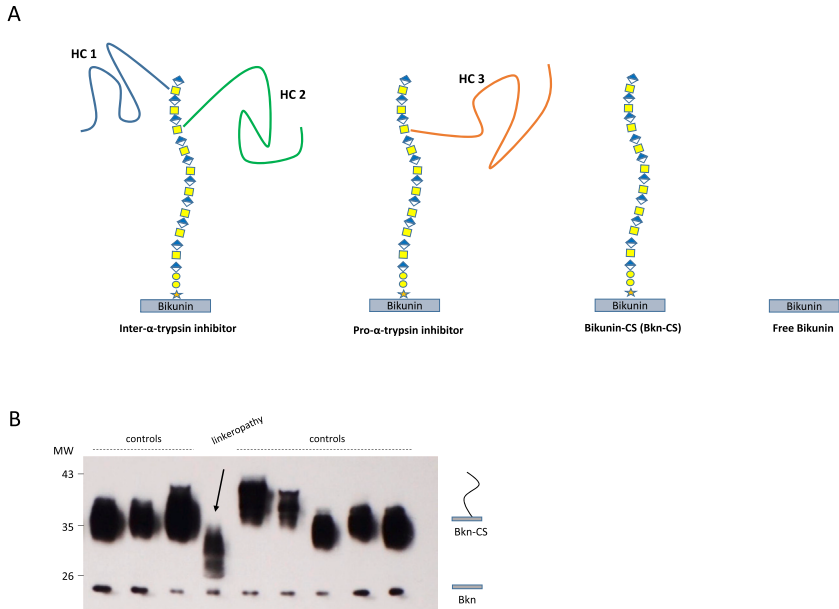 A
HC 1
HC 2
HC 3
Bikunin
Bikunin
Bikunin
Bikunin
Inter-α-trypsin inhibitor
Pro-α-trypsin inhibitor
Bikunin-CS (Bkn-CS)
Free Bikunin
B
controls
linkeropathy
controls
MW
43
35
26
Bkn-CS
Bkn